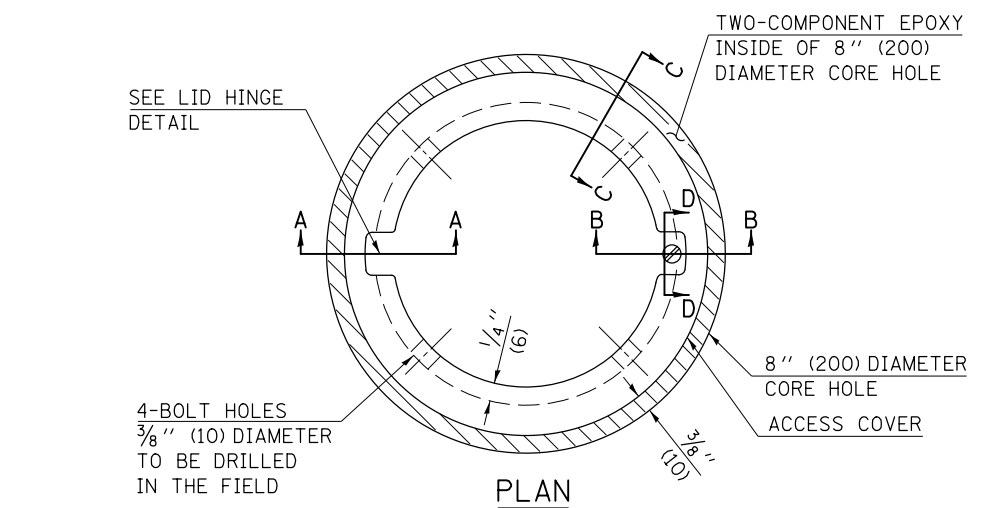 TWO-COMPONENT EPOXY
INSIDE OF 8" (200)
DIAMETER CORE HOLE
SEE LID HINGE
DETAIL
C
C
A
A
B
B
D
D
1/4"
(6)
8" (200) DIAMETER
CORE HOLE
ACCESS COVER
4-BOLT HOLES
3/8" (10) DIAMETER
TO BE DRILLED
IN THE FIELD
3/8"
(10)
PLAN